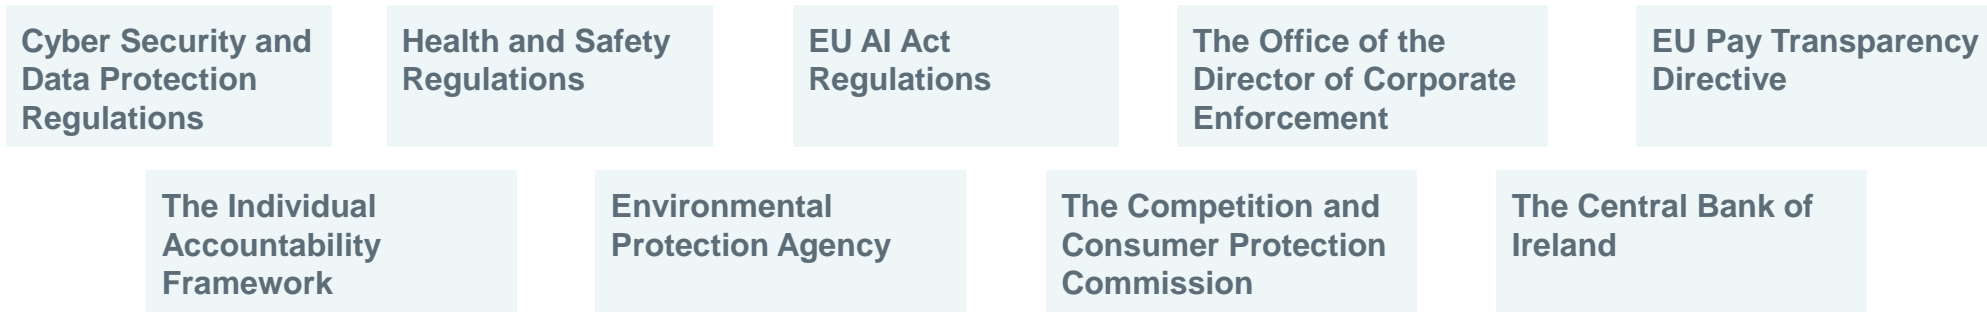 Cyber Security and
Data Protection
Regulations
Health and Safety
Regulations
EU AI Act
Regulations
The Office of the
Director of Corporate
Enforcement
EU Pay Transparency
Directive
The Individual
Accountability
Framework
Environmental
Protection Agency
The Competition and
Consumer Protection
Commission
The Central Bank of
Ireland